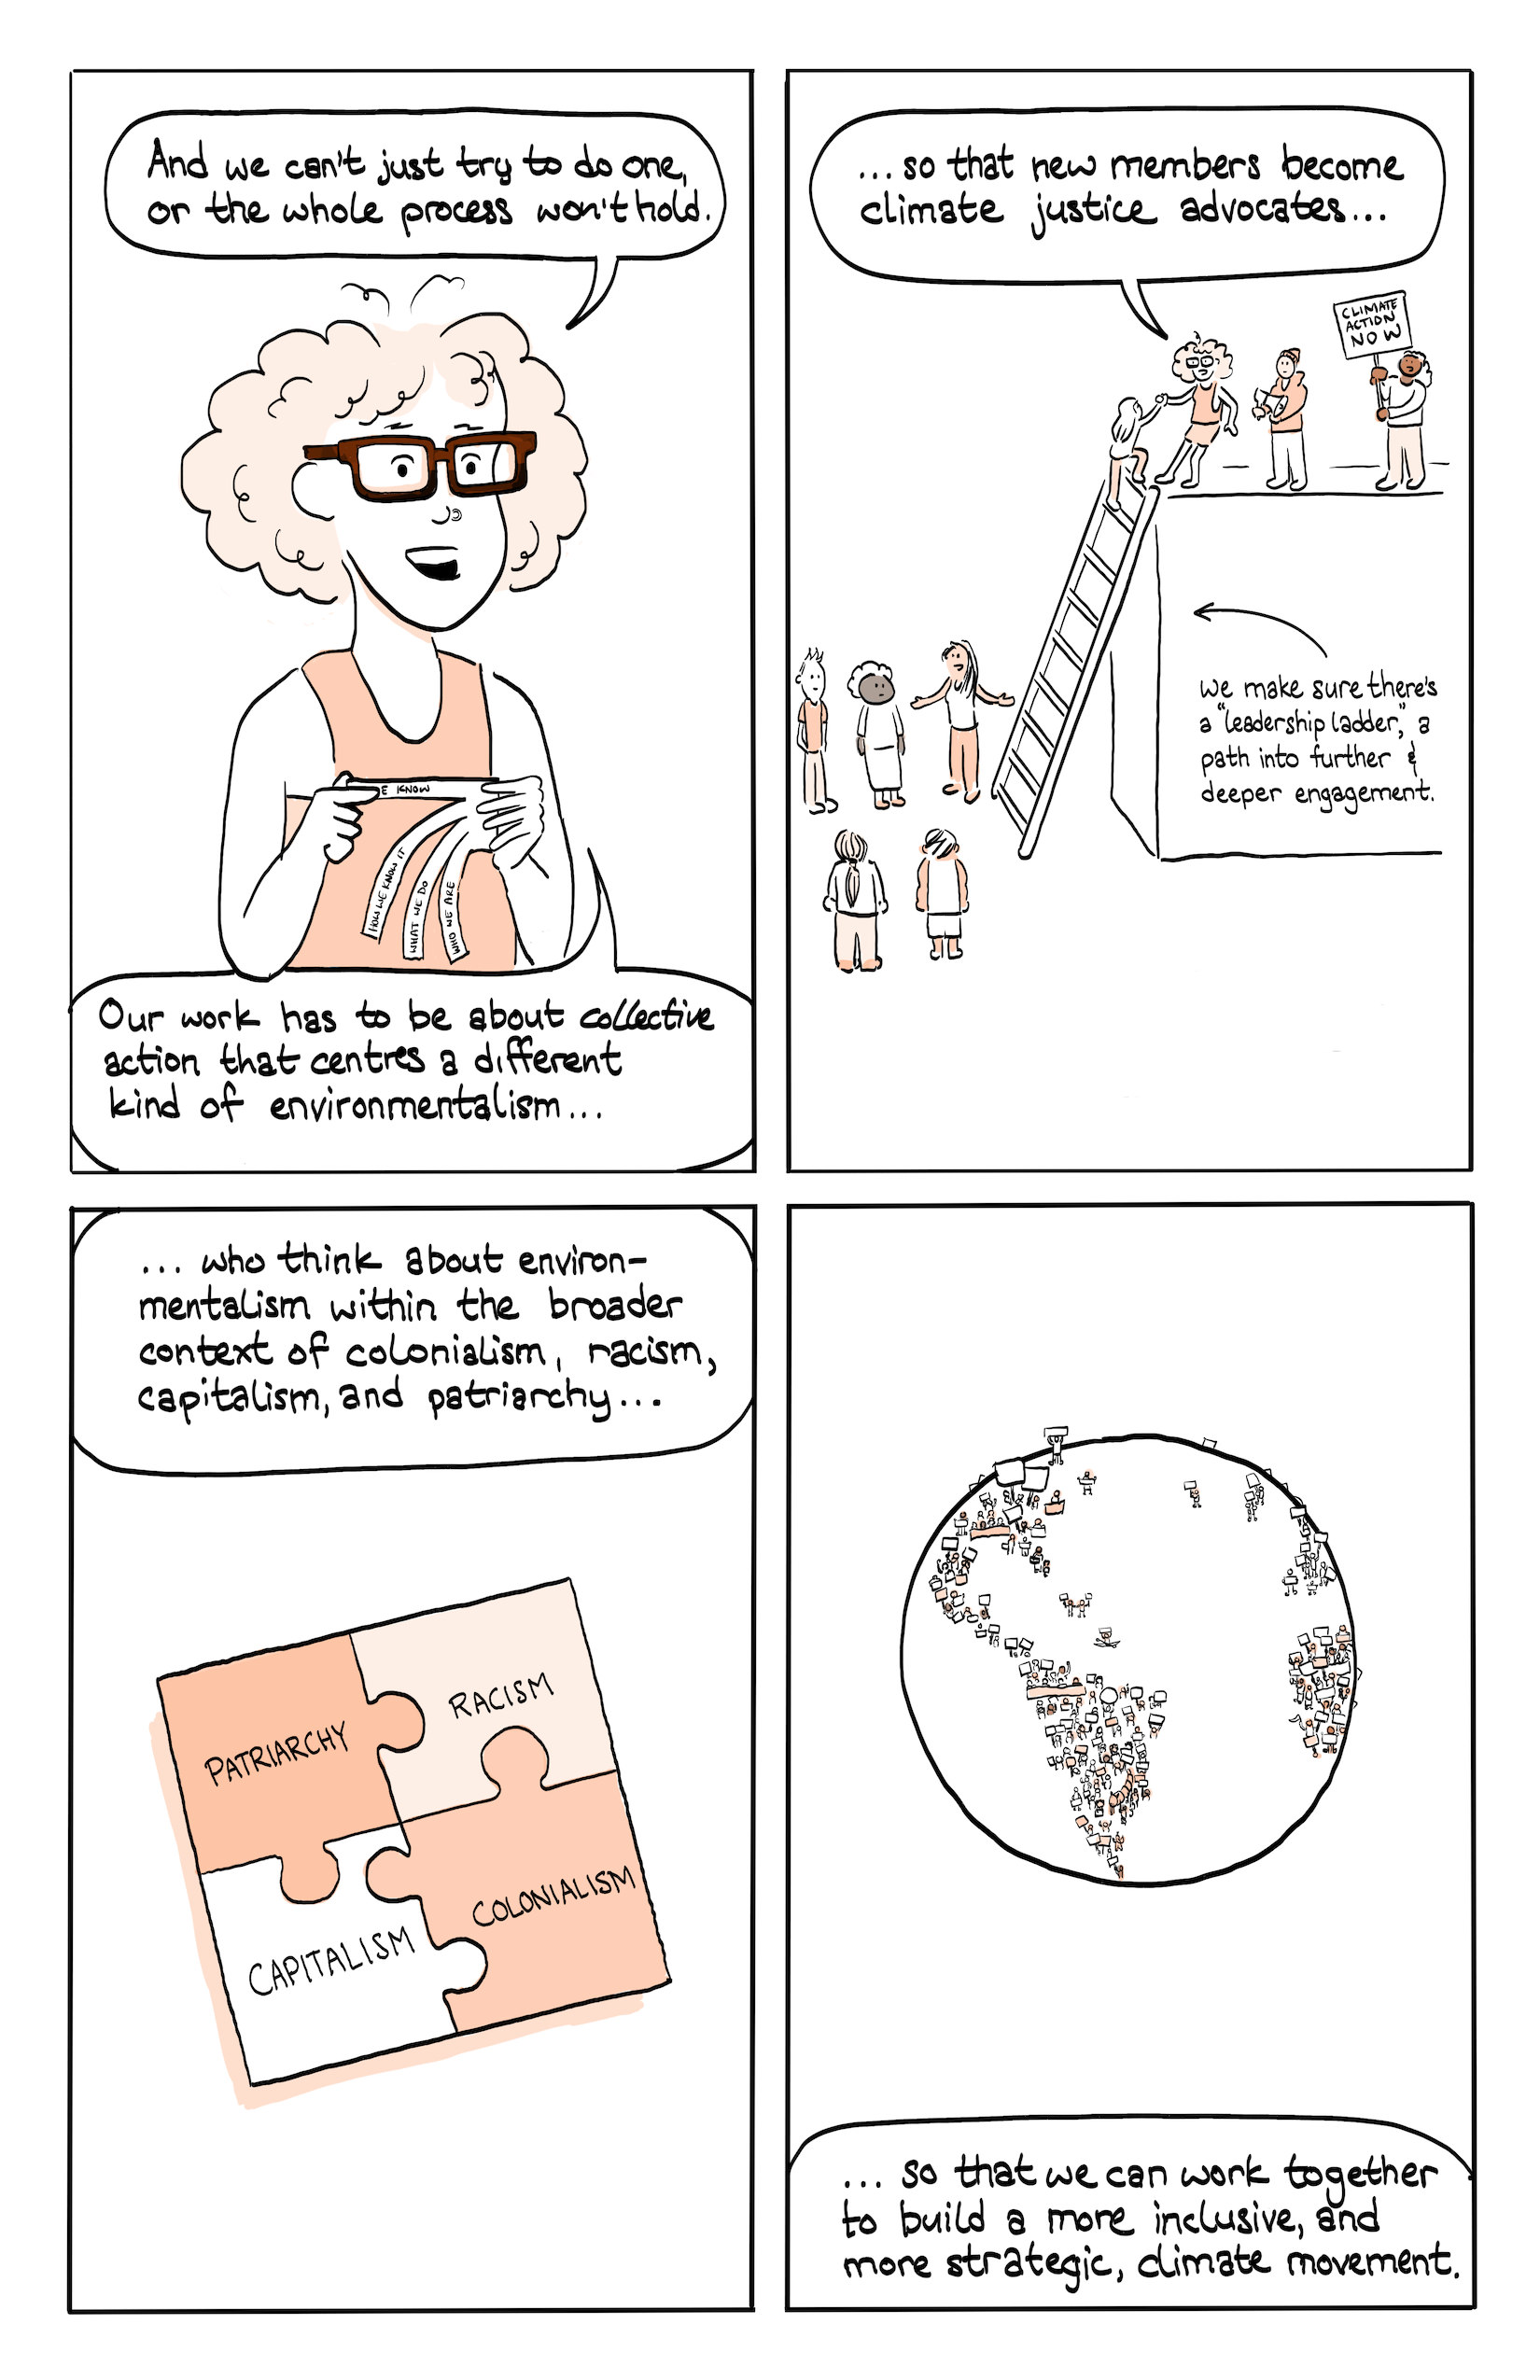 And we can't just try to do one,
or the whole process won't hold.
E KNOW
HOW WE KNOW IT
WHAT WE DO
WHO WE ARE
Our work has to be about collective
action that centres a different
kind of environmentalism...
... so that new members become
climate justice advocates...
CLIMATE
ACTION
NOW
we make sure there's
a "leadership ladder," a
path into further &
deeper engagement.
... who think about environ-
mentalism within the broader
context of colonialism, racism,
capitalism, and patriarchy...
PATRIARCHY
RACISM
CAPITALISM
COLONIALISM
... so that we can work together
to build a more inclusive, and
more strategic, climate movement.